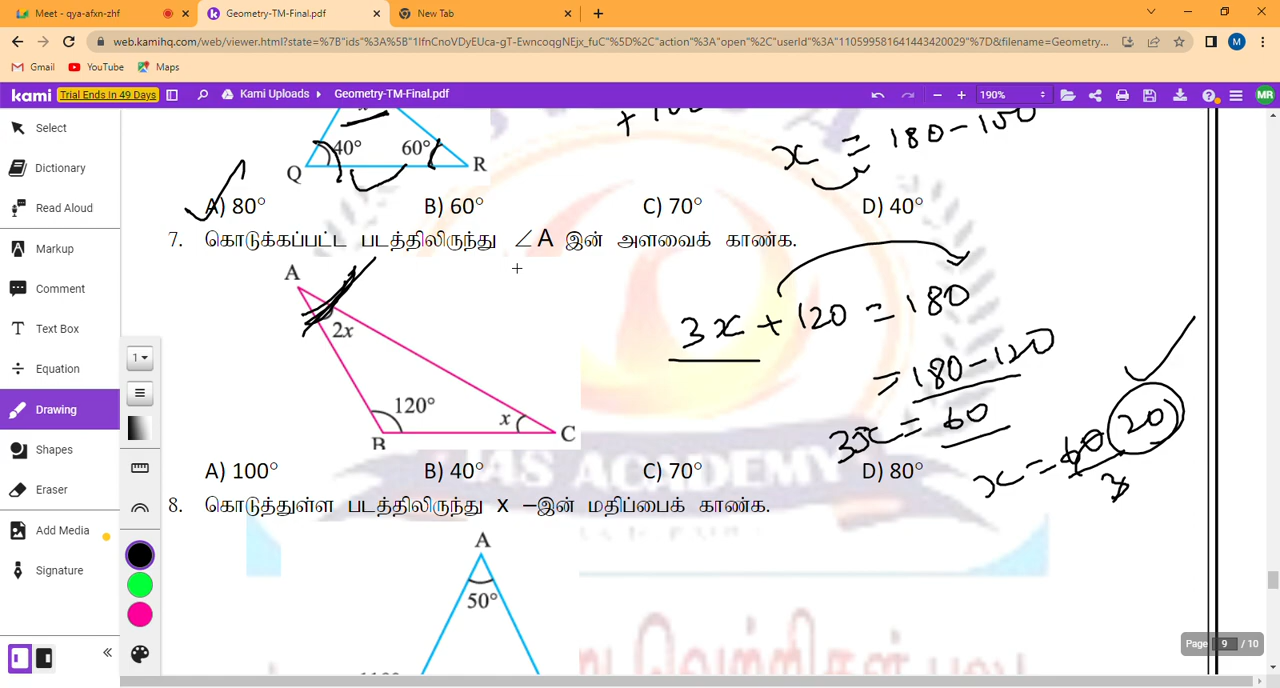 Meet - qya-afxn-zhf
Geometry-TM-Final.pdf
New Tab
web.kamihq.com/web/viewer.html?state=%7B"ids"%3A%5B"1IfnCnoVDyEUca-gT-EwncoqgNEjx_fuC"%5D%2C"action"%3A"open"%2C"userId"%3A"110599581641443420029"%7D&filename=Geometry...
M
Gmail YouTube Maps
kami Trial Ends In 49 Days Kami Uploads Geometry-TM-Final.pdf 190% MR
Select
Dictionary
Read Aloud
Markup
Comment
Text Box
Equation
Drawing
Shapes
Eraser
Add Media
Signature
1
x
40° 60°
Q R
x = 180-100
A) 80° B) 60° C) 70° D) 40°
7. கொடுக்கப்பட்ட படத்திலிருந்து ∠A இன் அளவைக் காண்க.
A
2x
120° x
B C
3x + 120 = 180
= 180-120
3x = 60
x = 60 20
3
IAS ACADEMY
A) 100° B) 40° C) 70° D) 80°
8. கொடுத்துள்ள படத்திலிருந்து x –இன் மதிப்பைக் காண்க.
A
50°
Page 9 / 10